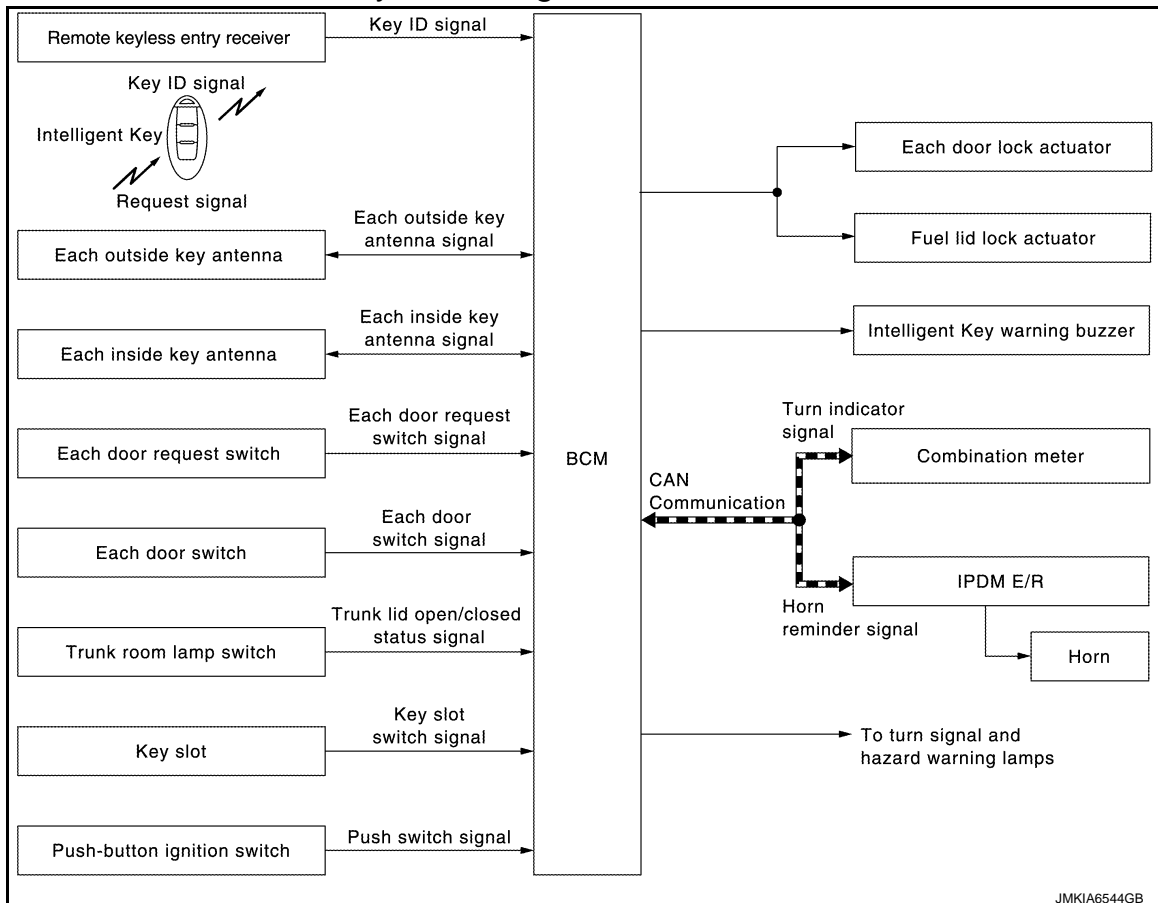 Remote keyless entry receiver
Key ID signal
Key ID signal
Intelligent Key
Request signal
Each outside key antenna
Each outside key
antenna signal
Each inside key antenna
Each inside key
antenna signal
Each door request switch
Each door request
switch signal
Each door switch
Each door
switch signal
Trunk room lamp switch
Trunk lid open/closed
status signal
Key slot
Key slot
switch signal
Push-button ignition switch
Push switch signal
BCM
Each door lock actuator
Fuel lid lock actuator
Intelligent Key warning buzzer
Turn indicator
signal
Combination meter
CAN
Communication
IPDM E/R
Horn
reminder signal
Horn
To turn signal and
hazard warning lamps
JMKIA6544GB